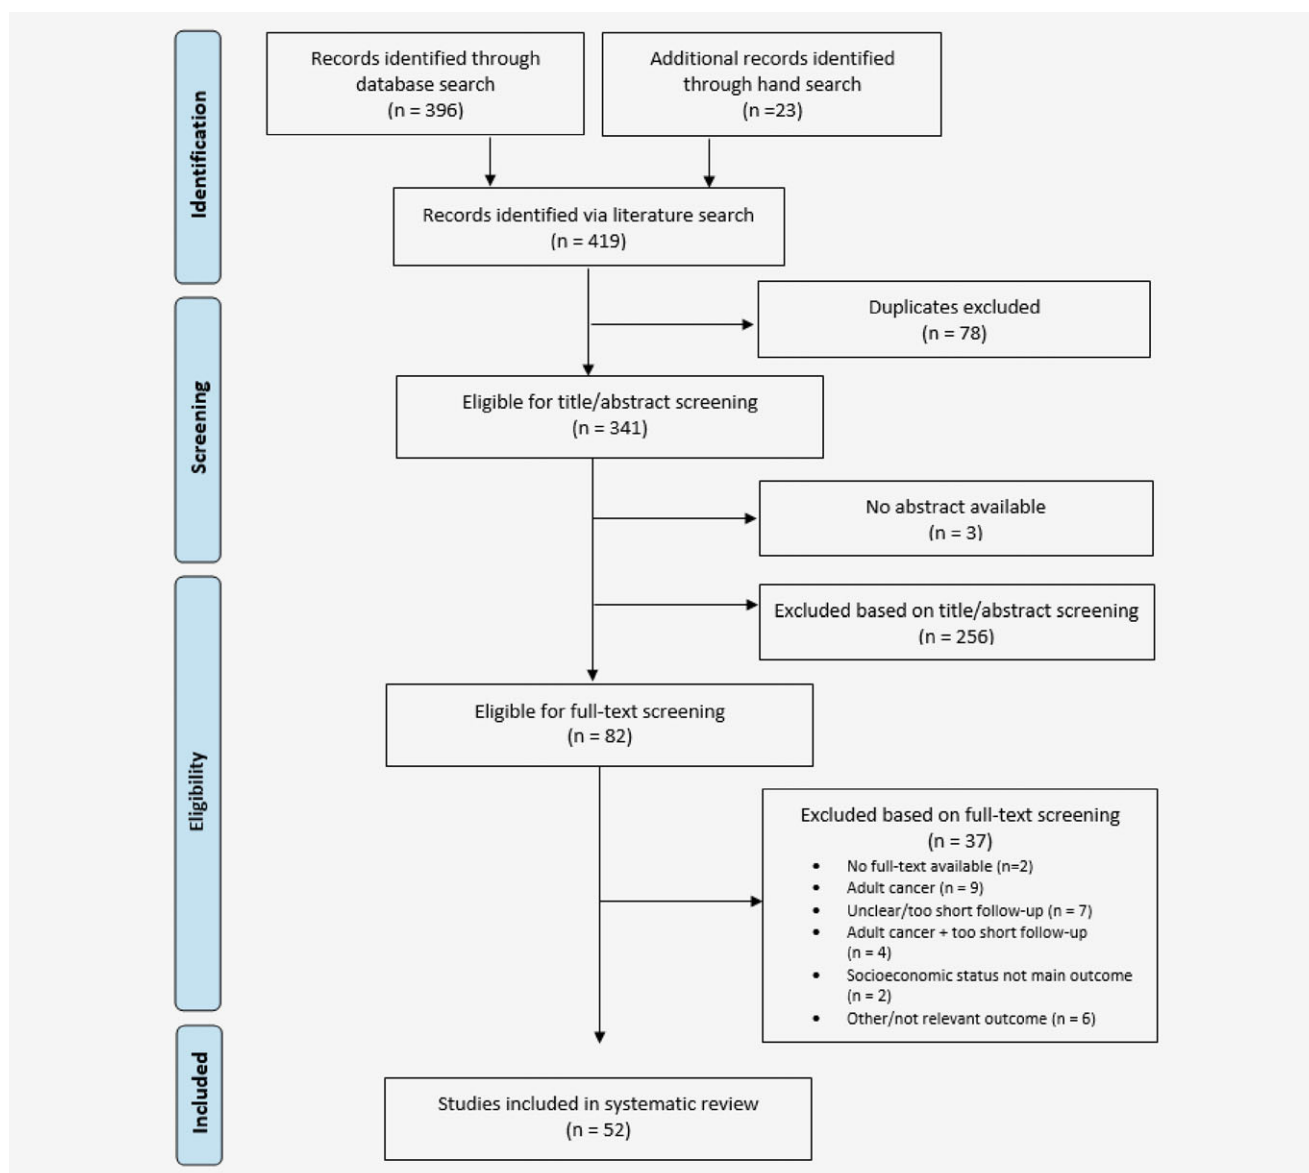 Identification
Records identified through
database search
(n = 396)
Additional records identified
through hand search
(n =23)
Records identified via literature search
(n = 419)
Screening
Duplicates excluded
(n = 78)
Eligible for title/abstract screening
(n = 341)
No abstract available
(n = 3)
Eligibility
Excluded based on title/abstract screening
(n = 256)
Eligible for full-text screening
(n = 82)
Excluded based on full-text screening
(n = 37)
• No full-text available (n=2)
• Adult cancer (n = 9)
• Unclear/too short follow-up (n = 7)
• Adult cancer + too short follow-up
(n = 4)
• Socioeconomic status not main outcome
(n = 2)
• Other/not relevant outcome (n = 6)
Included
Studies included in systematic review
(n = 52)